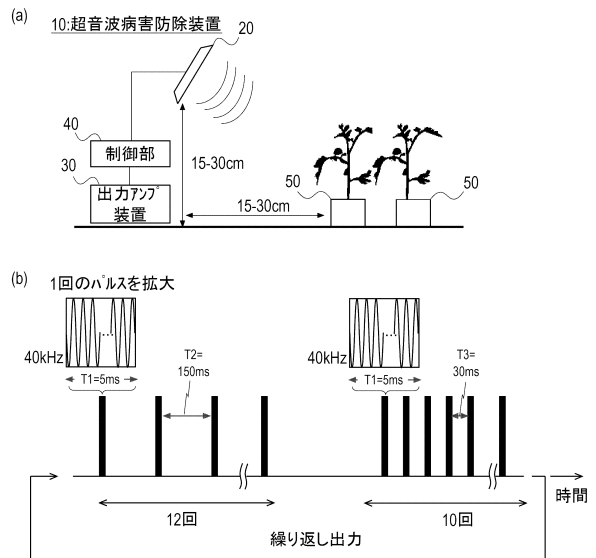 (a)
10:超音波病害防除装置
20
40
制御部
30
出力アンプ
装置
15-30cm
15-30cm
50
50
(b)
1回のパルスを拡大
40kHz
T1=5ms
T2=
150ms
40kHz
T1=5ms
T3=
30ms
時間
12回
10回
繰り返し出力